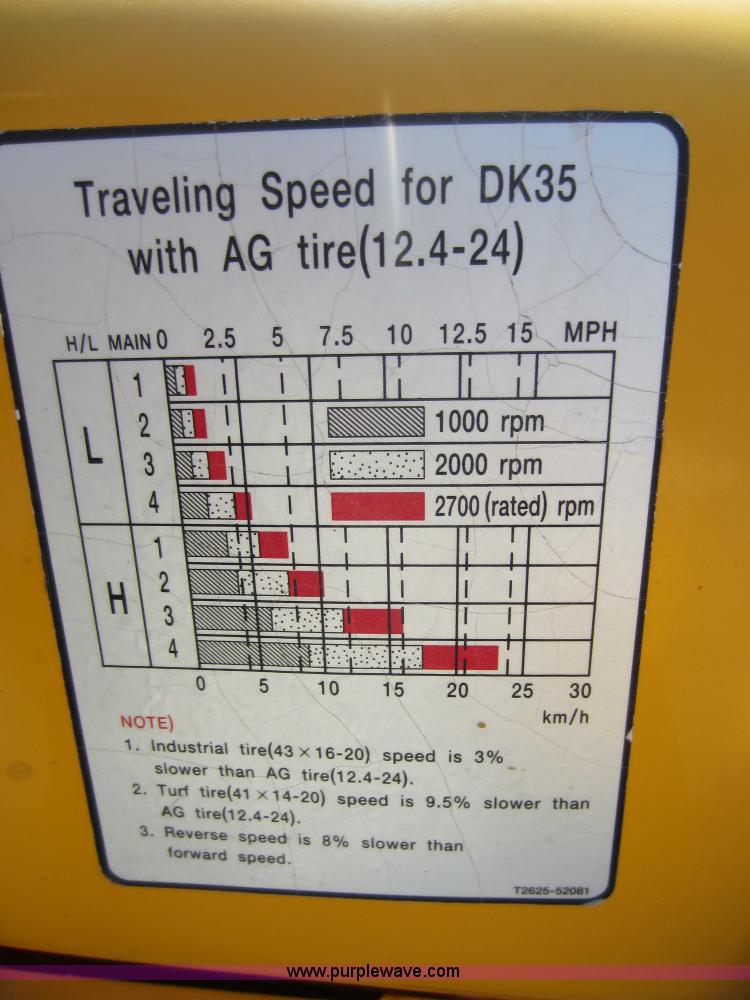 Traveling Speed for DK35
with AG tire(12.4-24)
H/L MAIN 0 2.5 5 7.5 10 12.5 15 MPH
L
1
2 1000 rpm
3 2000 rpm
4 2700 (rated) rpm
H
1
2
3
4
0 5 10 15 20 25 30
km/h
NOTE)
1. Industrial tire(43×16-20) speed is 3%
slower than AG tire(12.4-24).
2. Turf tire(41×14-20) speed is 9.5% slower than
AG tire(12.4-24).
3. Reverse speed is 8% slower than
forward speed.
T2625-52081
www.purplewave.com